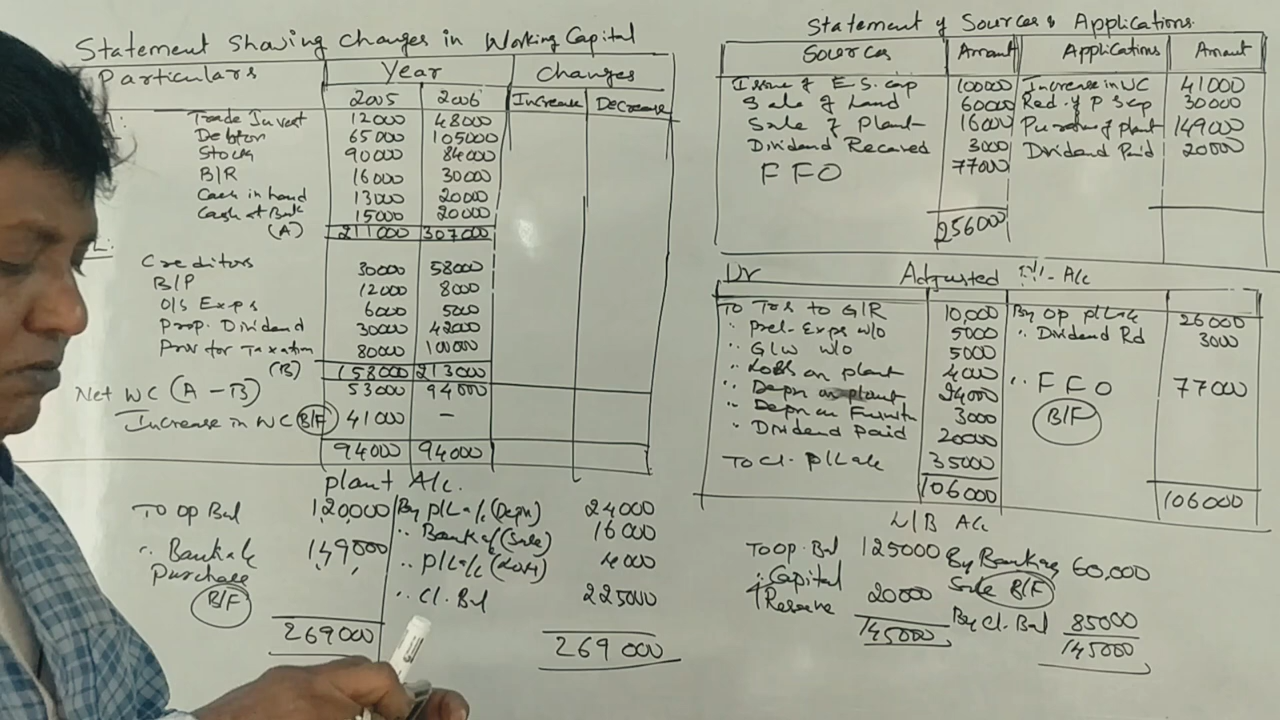 Statement Showing Changes in Working Capital
Particulars Year Changes
2005 2006 Increase Decrease
Trade Invest 12000 48000
Debtors 65000 105000
Stock 90000 84000
B/R 16000 30000
Cash in hand 13000 20000
Cash at Bank 15000 20000
(A) 211000 307000
Creditors 30000 58000
B/P 12000 8000
O/S Exps 6000 5000
Prop. Dividend 30000 42000
Prov for Taxation 80000 100000
(B) 158000 213000
Net WC (A - B) 53000 94000
Increase in WC B/F 41000 -
94000 94000
plant A/c.
To Op Bal 1,20,000 By P/L a/c (Depn) 24000
" Bank a/c 149,000 " Bank a/c (Sale) 16000
Purchase " P/L a/c (Loss) 4000
B/F " Cl. Bal 225000
269000 269000
Statement of Sources & Applications.
Sources Amount Applications Amount
Issue of E.S. cap 100000 Increase in WC 41000
Sale of Land 60000 Red. of P S cap 30000
Sale of Plant 16000 Purchase of plant 149000
Dividend Received 3000 Dividend Paid 20000
F F O 77000
256000
Dr Adjusted P/L A/c
To Trs to G/R 10,000 By Op P/L a/c 26000
" Prel. Exps w/o 5000 " Dividend Rd 3000
" G/W w/o 5000
" Loss on plant 4000 " F F O 77000
" Depn on plant 24000 B/F
" Depn on Furnitu 3000
" Dividend Paid 20000
To Cl. P/L a/c 35000
106000 106000
L/B A/c
To Op. Bal 125000 By Bank a/c 60,000
" Capital Sale B/F
Reserve 20000 By Cl. Bal 85000
145000 145000